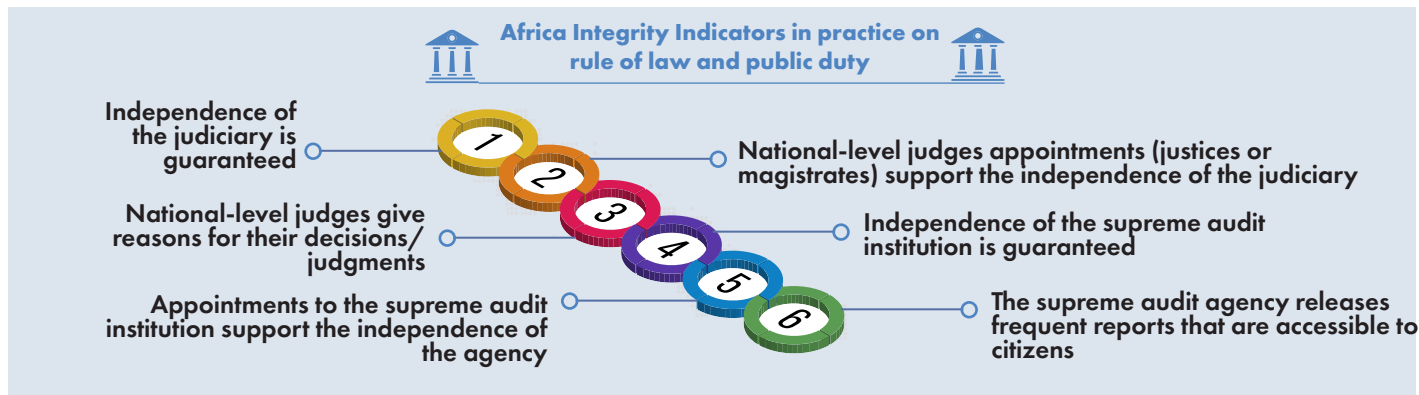 Africa Integrity Indicators in practice on
rule of law and public duty
1
Independence of
the judiciary is
guaranteed
2
National-level judges appointments (justices or
magistrates) support the independence of the judiciary
3
National-level judges give
reasons for their decisions/
judgments
4
Independence of the supreme audit
institution is guaranteed
5
Appointments to the supreme audit
institution support the independence of
the agency
6
The supreme audit agency releases
frequent reports that are accessible to
citizens